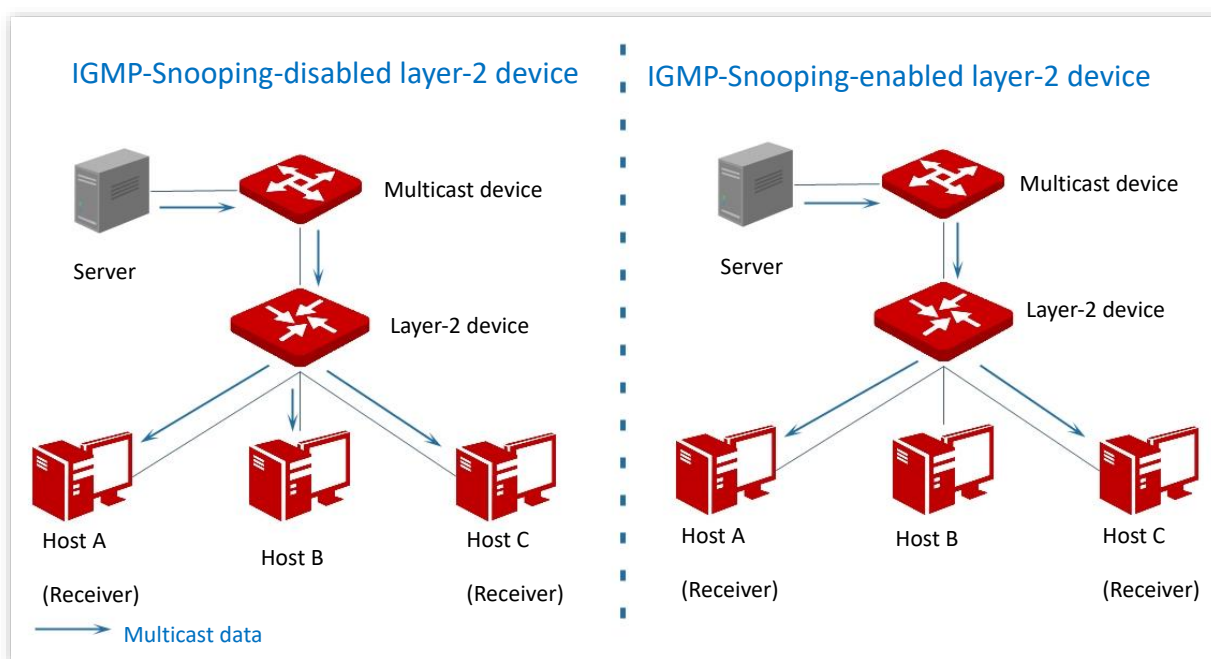 IGMP-Snooping-disabled layer-2 device
Server
Multicast device
Layer-2 device
Host A
(Receiver)
Host B
Host C
(Receiver)
Multicast data
IGMP-Snooping-enabled layer-2 device
Server
Multicast device
Layer-2 device
Host A
(Receiver)
Host B
Host C
(Receiver)